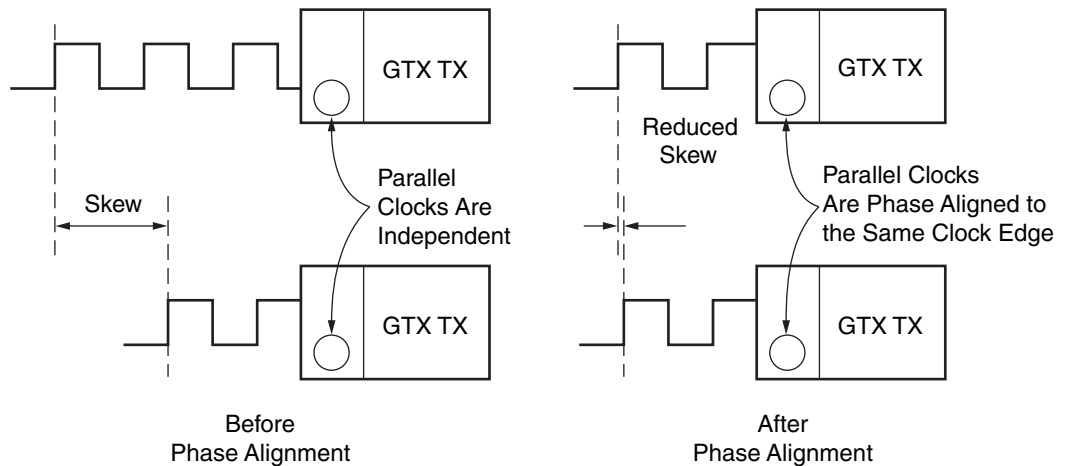 GTX TX
Skew
Parallel
Clocks Are
Independent
GTX TX
Before
Phase Alignment
GTX TX
Reduced
Skew
Parallel Clocks
Are Phase Aligned to
the Same Clock Edge
GTX TX
After
Phase Alignment